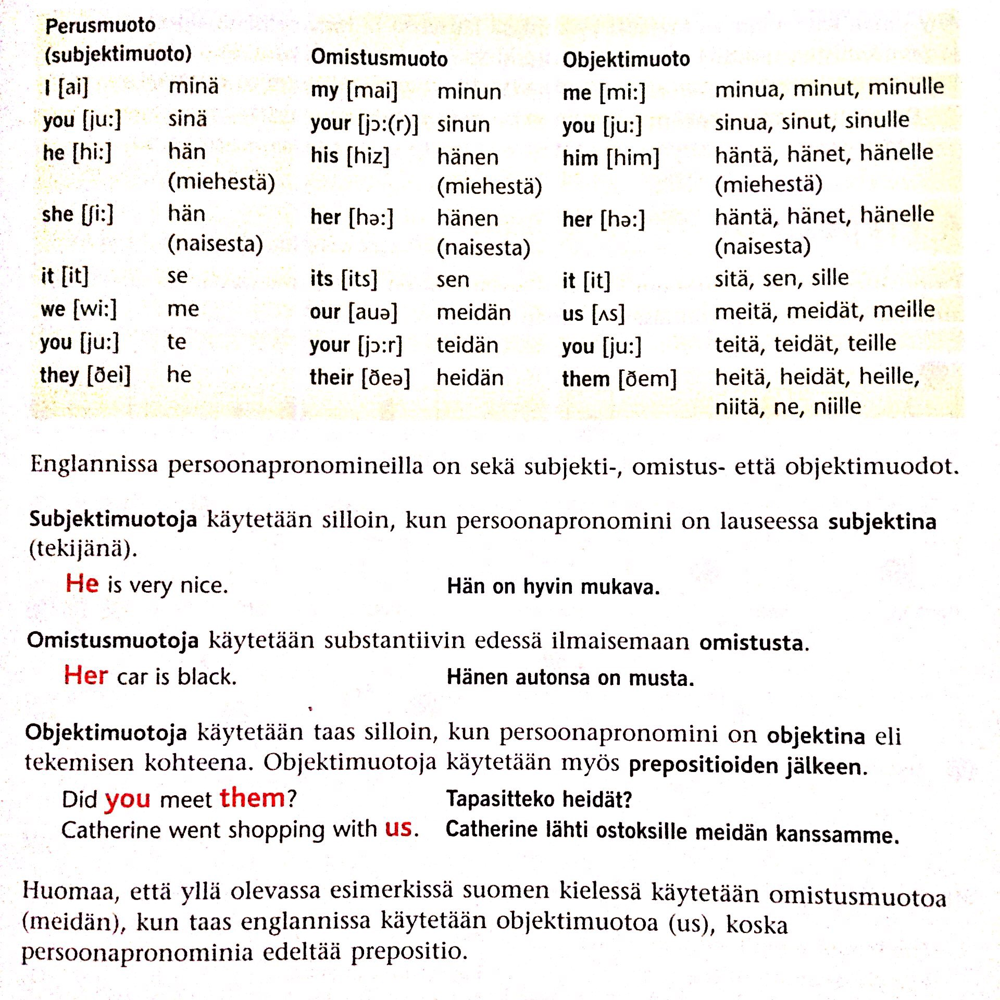 Perusmuoto
(subjektimuoto) Omistusmuoto Objektimuoto
I [ai] minä my [mai] minun me [mi:] minua, minut, minulle
you [ju:] sinä your [jɔ:(r)] sinun you [ju:] sinua, sinut, sinulle
he [hi:] hän his [hiz] hänen him [him] häntä, hänet, hänelle
(miehestä) (miehestä) (miehestä)
she [ʃi:] hän her [hə:] hänen her [hə:] häntä, hänet, hänelle
(naisesta) (naisesta) (naisesta)
it [it] se its [its] sen it [it] sitä, sen, sille
we [wi:] me our [auə] meidän us [ʌs] meitä, meidät, meille
you [ju:] te your [jɔ:r] teidän you [ju:] teitä, teidät, teille
they [ðei] he their [ðeə] heidän them [ðem] heitä, heidät, heille,
niitä, ne, niille
Englannissa persoonapronomineilla on sekä subjekti-, omistus- että objektimuodot.
Subjektimuotoja käytetään silloin, kun persoonapronomini on lauseessa subjektina
(tekijänä).
He is very nice. Hän on hyvin mukava.
Omistusmuotoja käytetään substantiivin edessä ilmaisemaan omistusta.
Her car is black. Hänen autonsa on musta.
Objektimuotoja käytetään taas silloin, kun persoonapronomini on objektina eli
tekemisen kohteena. Objektimuotoja käytetään myös prepositioiden jälkeen.
Did you meet them? Tapasitteko heidät?
Catherine went shopping with us. Catherine lähti ostoksille meidän kanssamme.
Huomaa, että yllä olevassa esimerkissä suomen kielessä käytetään omistusmuotoa
(meidän), kun taas englannissa käytetään objektimuotoa (us), koska
persoonapronominia edeltää prepositio.